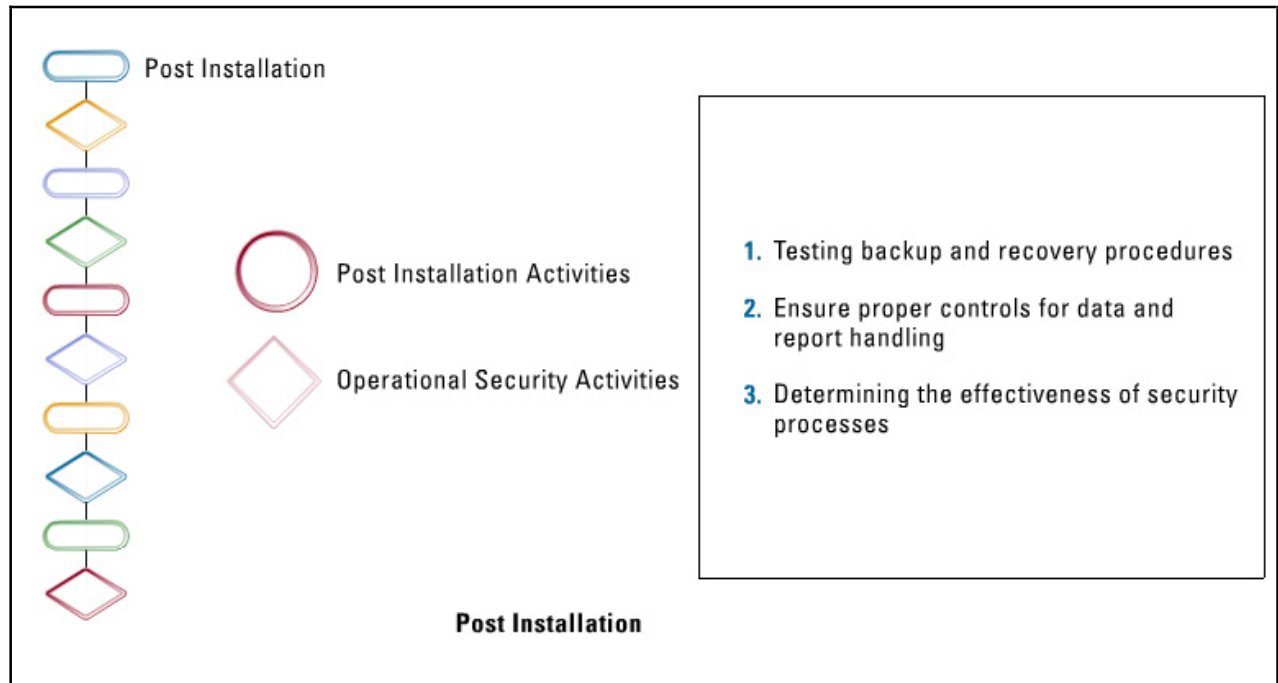 Post Installation
Post Installation Activities
Operational Security Activities
1. Testing backup and recovery procedures
2. Ensure proper controls for data and
report handling
3. Determining the effectiveness of security
processes
Post Installation